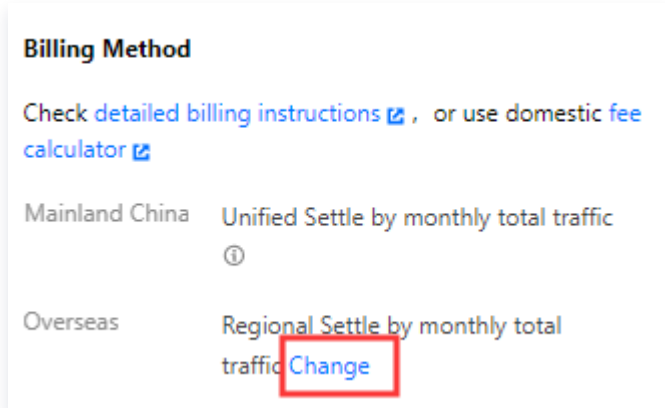 Billing Method
Check detailed billing instructions , or use domestic fee
calculator
Mainland China Unified Settle by monthly total traffic
Overseas Regional Settle by monthly total
traffic Change